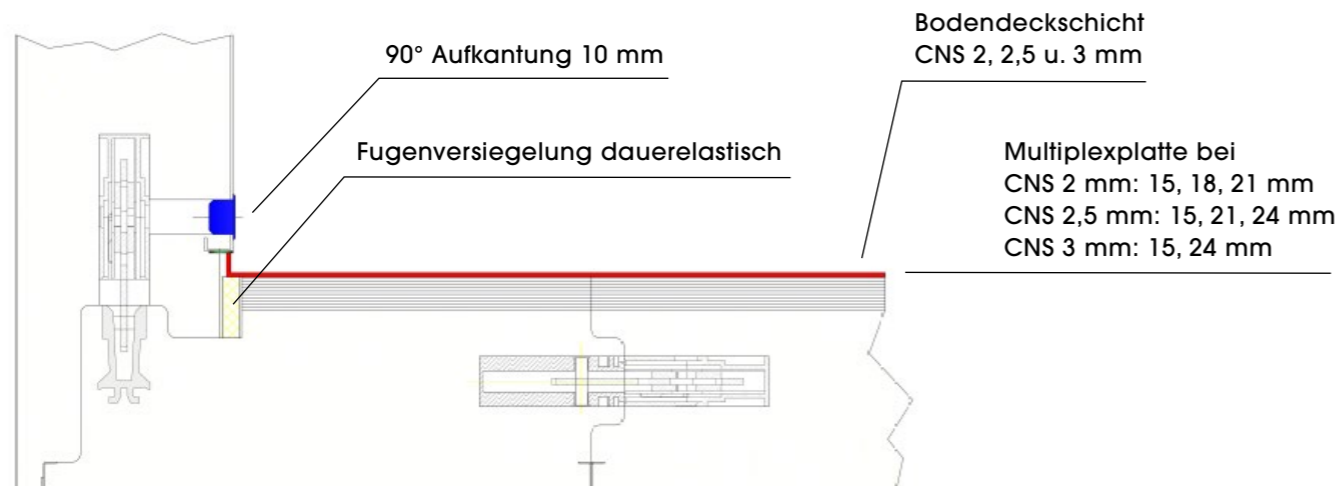 90° Aufkantung 10 mm
Fugenversiegelung dauerelastisch
Bodendeckschicht
CNS 2, 2,5 u. 3 mm
Multiplexplatte bei
CNS 2 mm: 15, 18, 21 mm
CNS 2,5 mm: 15, 21, 24 mm
CNS 3 mm: 15, 24 mm